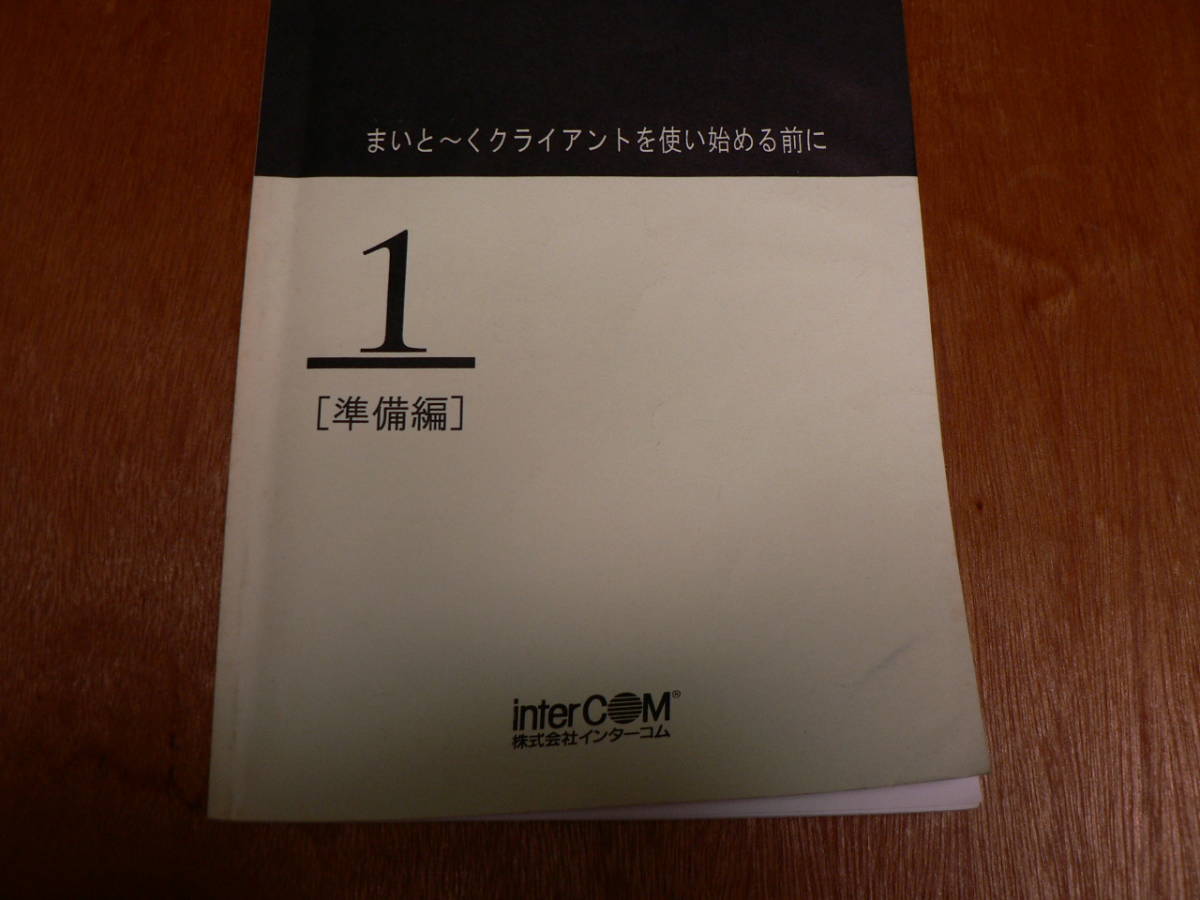 まいと～くクライアントを使い始める前に
1
[準備編]
interCOM®
株式会社インターコム